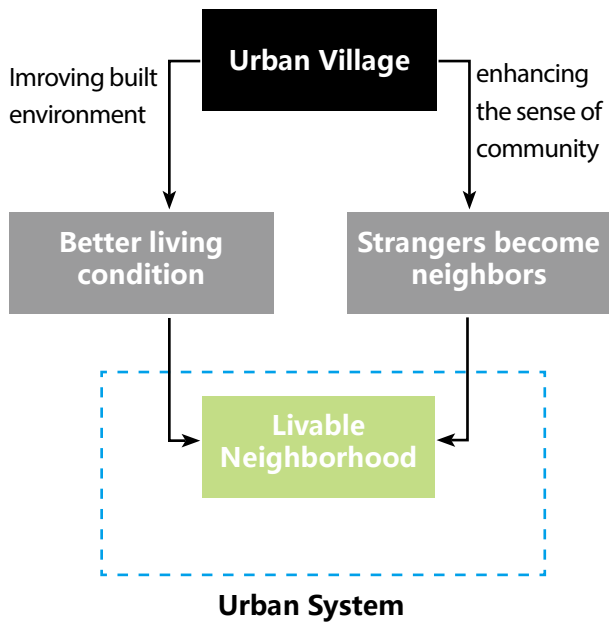 Urban Village
Imroving built
environment
enhancing
the sense of
community
Better living
condition
Strangers become
neighbors
Livable
Neighborhood
Urban System